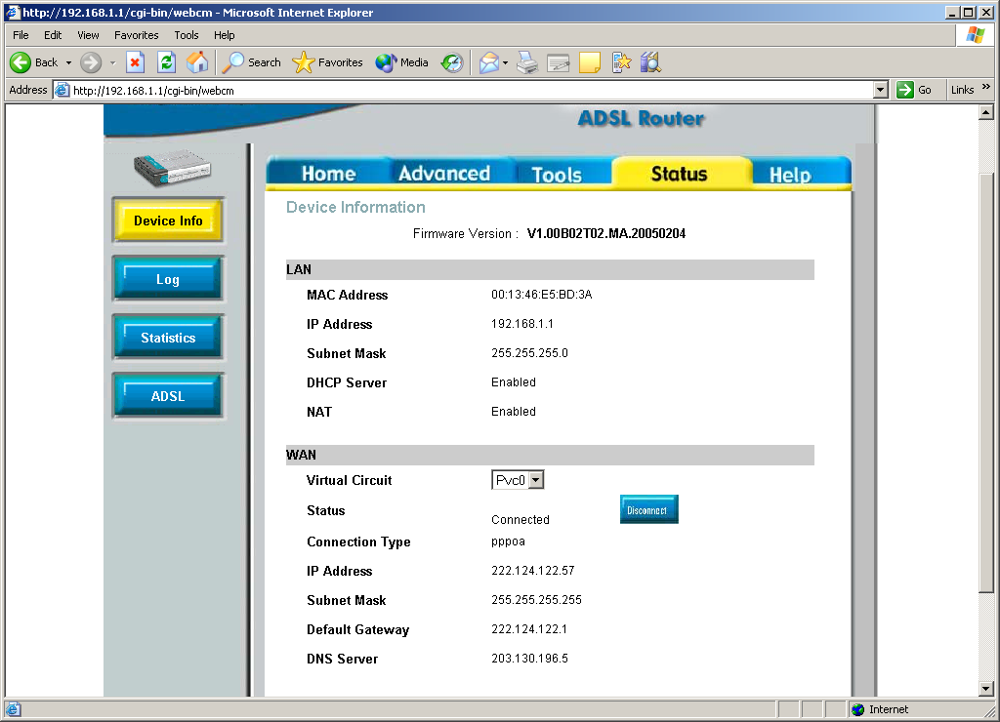 http://192.168.1.1/cgi-bin/webcm - Microsoft Internet Explorer
File Edit View Favorites Tools Help
Back Search Favorites Media
Address http://192.168.1.1/cgi-bin/webcm Go Links »
ADSL Router
Home Advanced Tools Status Help
Device Info
Log
Statistics
ADSL
Device Information
Firmware Version : V1.00B02T02.MA.20050204
LAN
MAC Address 00:13:46:E5:BD:3A
IP Address 192.168.1.1
Subnet Mask 255.255.255.0
DHCP Server Enabled
NAT Enabled
WAN
Virtual Circuit Pvc0
Status Connected Disconnect
Connection Type pppoa
IP Address 222.124.122.57
Subnet Mask 255.255.255.255
Default Gateway 222.124.122.1
DNS Server 203.130.196.5
Internet